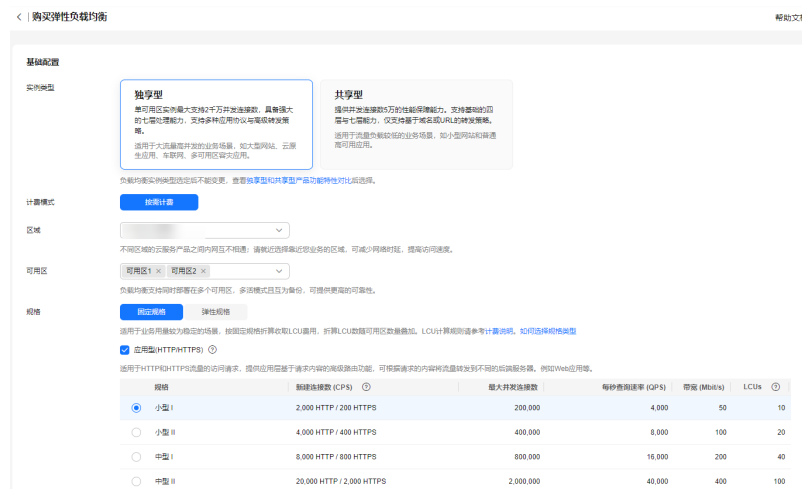 购买弹性负载均衡
帮助文档
基础配置
实例类型
独享型
单可用区实例最大支持2千万并发连接数，具备强大
的七层处理能力，支持多种应用协议与高级转发策
略。
适用于大流量高并发的业务场景，如大型网站、云原
生应用、车联网、多可用区容灾应用。
共享型
提供并发连接数5万的性能保障能力。支持基础的四
层与七层能力，仅支持基于域名或URL的转发策略。
适用于流量负载较低的业务场景，如小型网站和普通
高可用应用。
负载均衡实例类型选定后不能变更，查看独享型和共享型产品功能特性对比后选择。
计费模式
按需计费
区域
不同区域的云服务产品之间内网互不相通；请就近选择靠近您业务的区域，可减少网络时延，提高访问速度。
可用区
可用区1 × 可用区2 ×
负载均衡支持同时部署在多个可用区，多活模式且互为备份，可提供更高的可靠性。
规格
固定规格 弹性规格
适用于业务用量较为稳定的场景，按固定规格折算收取LCU费用，折算LCU数随可用区数量叠加。LCU计算规则请参考计费说明。如何选择规格类型
应用型(HTTP/HTTPS)
适用于HTTP和HTTPS流量的访问请求，提供应用层基于请求内容的高级路由功能，可根据请求的内容将流量转发到不同的后端服务器。例如Web应用等。
规格 新建连接数 (CPS) 最大并发连接数 每秒查询速率 (QPS) 带宽 (Mbit/s) LCUs
小型 I 2,000 HTTP / 200 HTTPS 200,000 4,000 50 10
小型 II 4,000 HTTP / 400 HTTPS 400,000 8,000 100 20
中型 I 8,000 HTTP / 800 HTTPS 800,000 16,000 200 40
中型 II 20,000 HTTP / 2,000 HTTPS 2,000,000 40,000 400 100